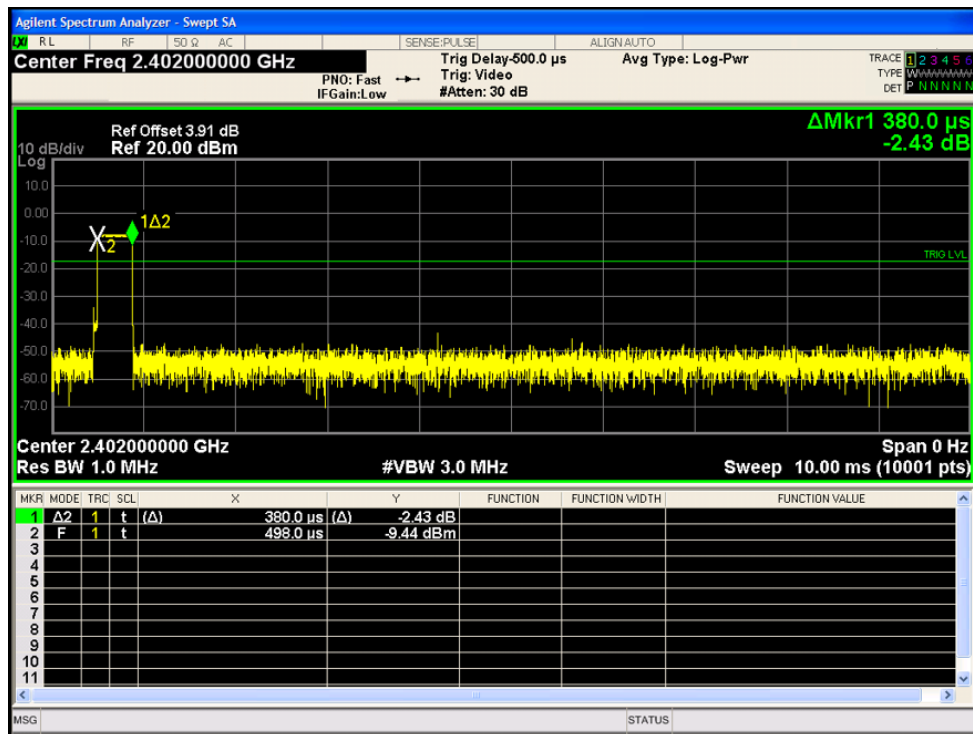 Agilent Spectrum Analyzer - Swept SA
LXI RL RF 50 Ω AC SENSE:PULSE ALIGN AUTO
Center Freq 2.402000000 GHz
PNO: Fast
IFGain:Low
Trig Delay-500.0 µs
Trig: Video
#Atten: 30 dB
Avg Type: Log-Pwr
TRACE 1 2 3 4 5 6
TYPE WWWWWW
DET P N N N N N
ΔMkr1 380.0 µs
-2.43 dB
Ref Offset 3.91 dB
10 dB/div Ref 20.00 dBm
Log
10.0
0.00
1Δ2
-10.0
2
TRIG LVL
-20.0
-30.0
-40.0
-50.0
-60.0
-70.0
Center 2.402000000 GHz Span 0 Hz
Res BW 1.0 MHz #VBW 3.0 MHz Sweep 10.00 ms (10001 pts)
MKR MODE TRC SCL X Y FUNCTION FUNCTION WIDTH FUNCTION VALUE
1 Δ2 1 t (Δ) 380.0 µs (Δ) -2.43 dB
2 F 1 t 498.0 µs -9.44 dBm
3
4
5
6
7
8
9
10
11
MSG STATUS